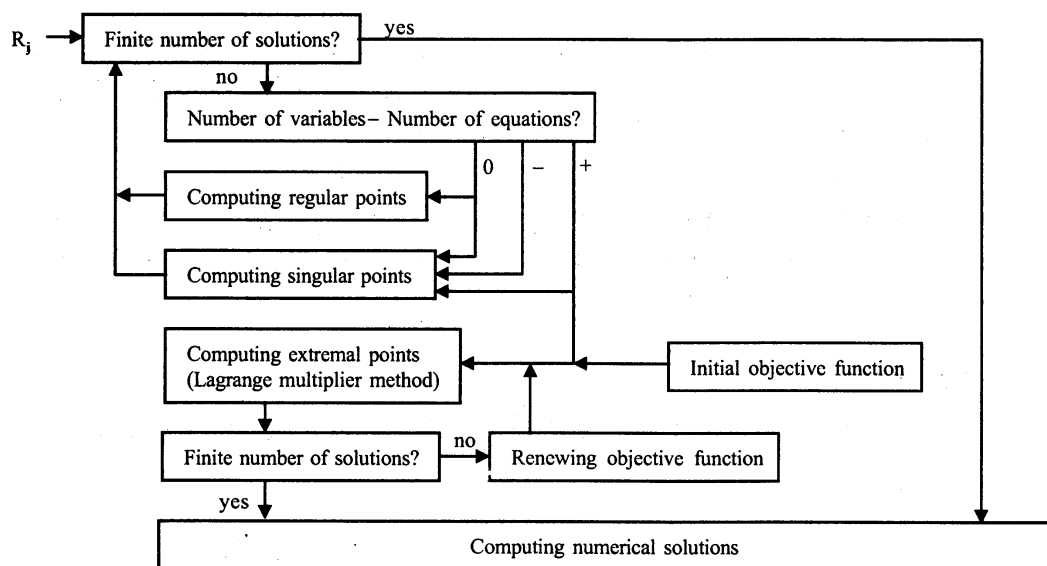 R_j
Finite number of solutions?
yes
no
Number of variables– Number of equations?
0
–
+
Computing regular points
Computing singular points
Computing extremal points
(Lagrange multiplier method)
Initial objective function
Finite number of solutions?
no
Renewing objective function
yes
Computing numerical solutions